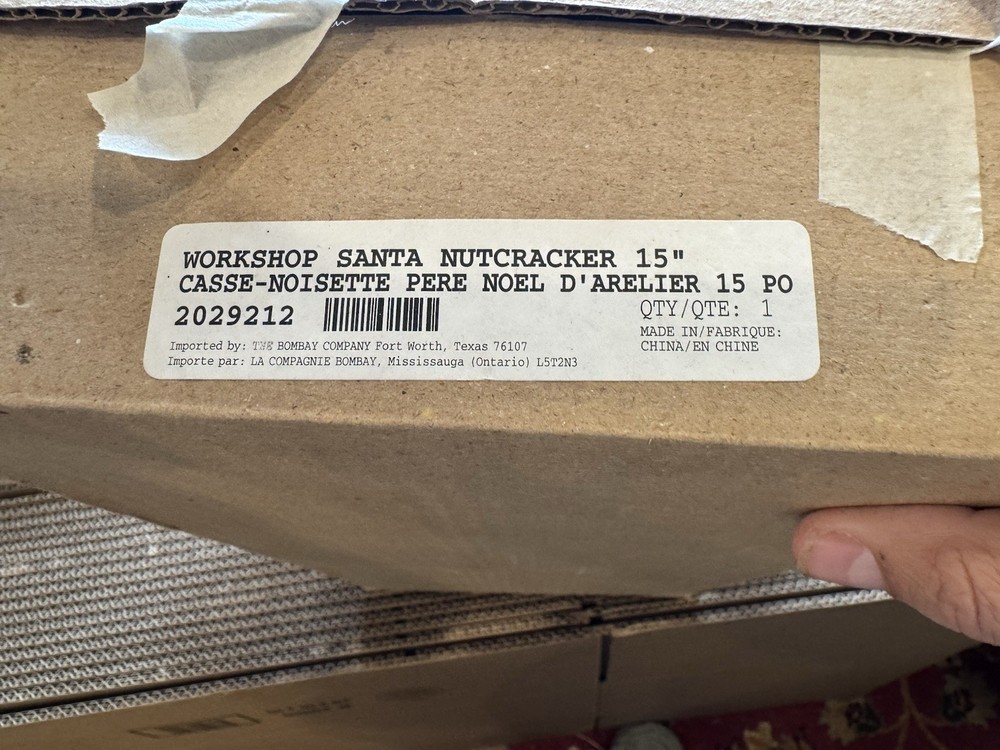 WORKSHOP SANTA NUTCRACKER 15"
CASSE-NOISETTE PERE NOEL D'ARELIER 15 PO
2029212
QTY/QTE: 1
MADE IN/FABRIQUE:
CHINA/EN CHINE
Imported by: THE BOMBAY COMPANY Fort Worth, Texas 76107
Importe par: LA COMPAGNIE BOMBAY, Mississauga (Ontario) L5T2N3